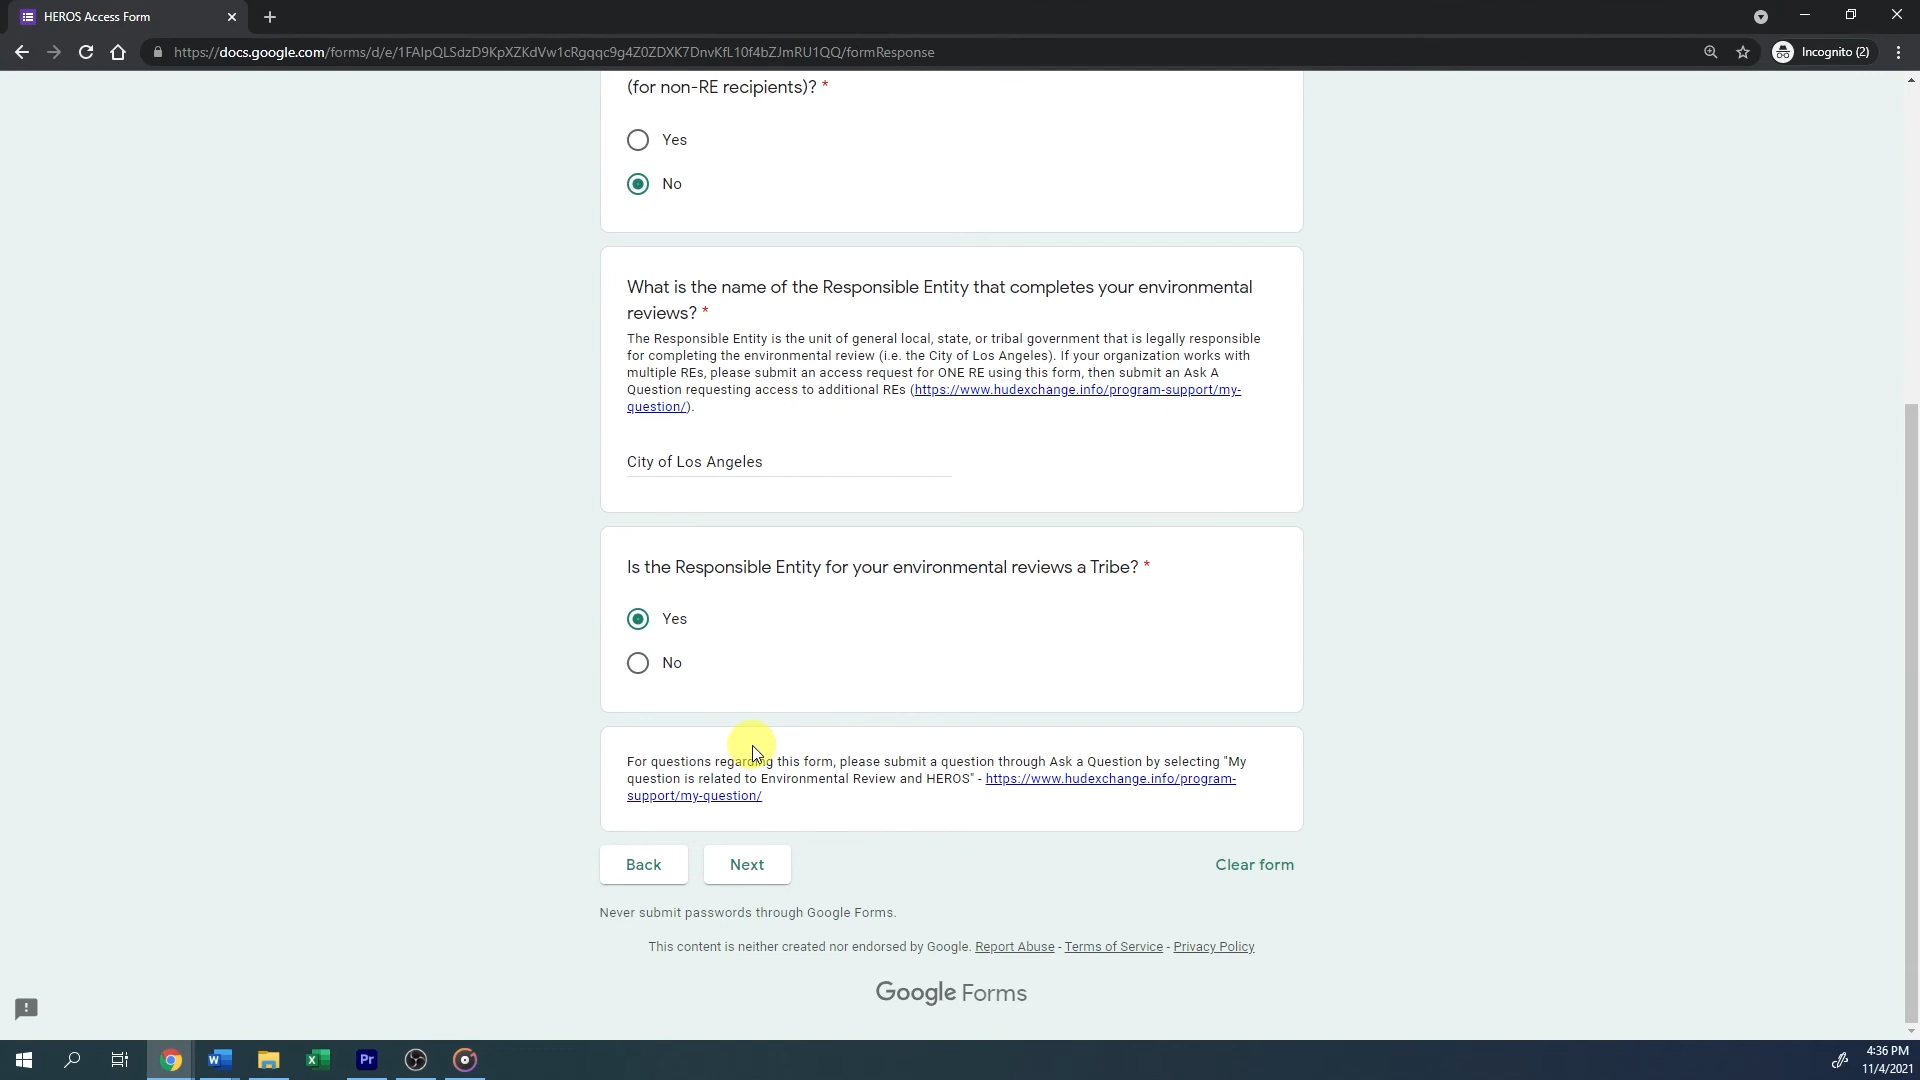 HEROS Access Form
https://docs.google.com/forms/d/e/1FAIpQLSdzD9KpXZKdVw1cRgqqc9g4Z0ZDXK7DnvKfL10f4bZJmRU1QQ/formResponse
Incognito (2)
(for non-RE recipients)? *
Yes
No
What is the name of the Responsible Entity that completes your environmental
reviews? *
The Responsible Entity is the unit of general local, state, or tribal government that is legally responsible
for completing the environmental review (i.e. the City of Los Angeles). If your organization works with
multiple REs, please submit an access request for ONE RE using this form, then submit an Ask A
Question requesting access to additional REs (https://www.hudexchange.info/program-support/my-
question/).
City of Los Angeles
Is the Responsible Entity for your environmental reviews a Tribe? *
Yes
No
For questions regarding this form, please submit a question through Ask a Question by selecting "My
question is related to Environmental Review and HEROS" - https://www.hudexchange.info/program-
support/my-question/
Back
Next
Clear form
Never submit passwords through Google Forms.
This content is neither created nor endorsed by Google. Report Abuse - Terms of Service - Privacy Policy
Google Forms
W
X
Pr
4:36 PM
11/4/2021